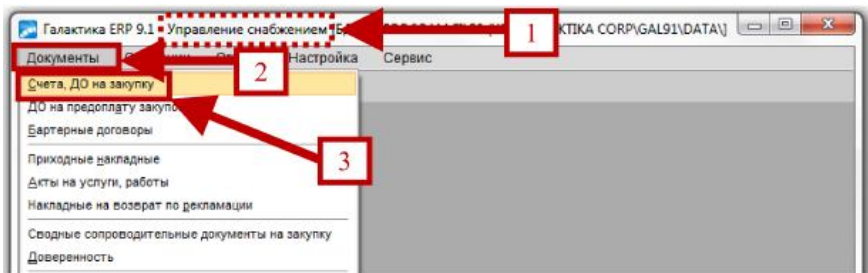 Галактика ERP 9.1 Управление снабжением KTIKA CORP\GAL91\DATA\]
1
Документы Настройка Сервис
2
Счета, ДО на закупку
ДО на предоплату
Бартерные договоры
3
Приходные накладные
Акты на услуги, работы
Накладные на возврат по рекламации
Сводные сопроводительные документы на закупку
Доверенность